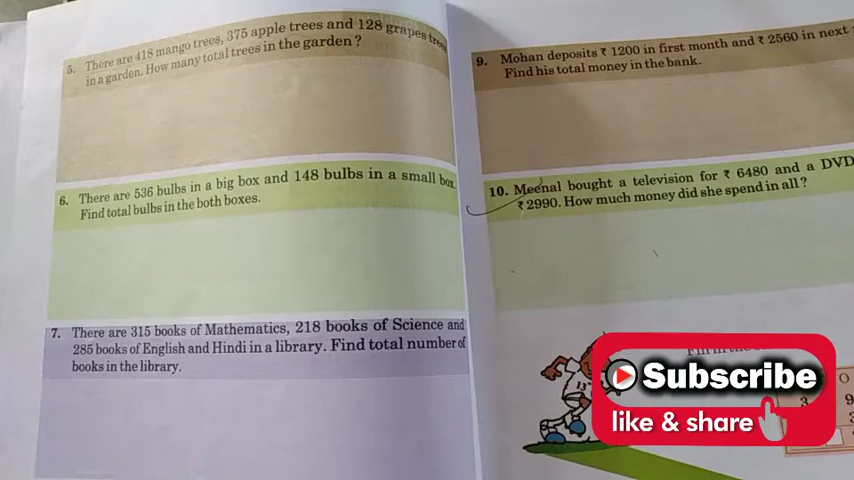 5. There are 418 mango trees, 375 apple trees and 128 grapes trees
in a garden. How many total trees in the garden ?
6. There are 536 bulbs in a big box and 148 bulbs in a small box
Find total bulbs in the both boxes.
7. There are 315 books of Mathematics, 218 books of Science and
285 books of English and Hindi in a library. Find total number of
books in the library.
9. Mohan deposits ₹ 1200 in first month and ₹ 2560 in next
Find his total money in the bank.
10. Meenal bought a television for ₹ 6480 and a DVD
₹ 2990. How much money did she spend in all ?
13
O
3 9
Subscribe
like & share